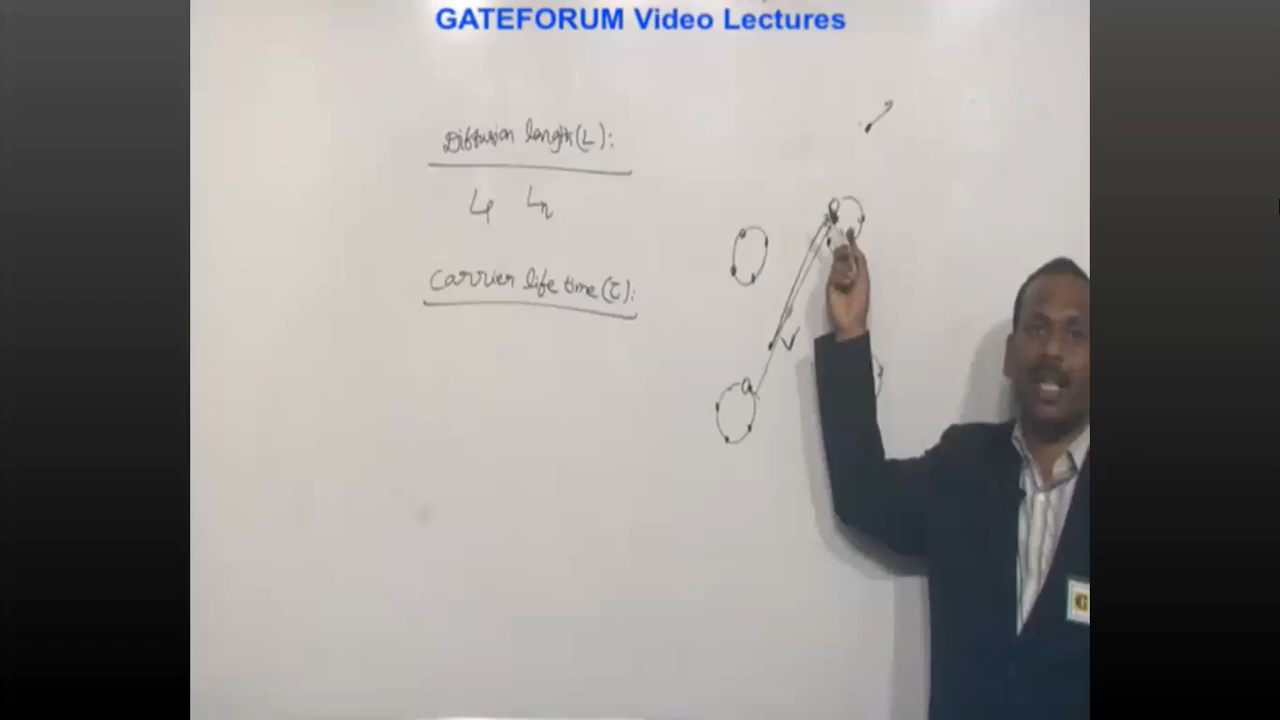 GATEFORUM Video Lectures
Diffusion length (L):
Lp Ln
Carrier life time (τ):
G